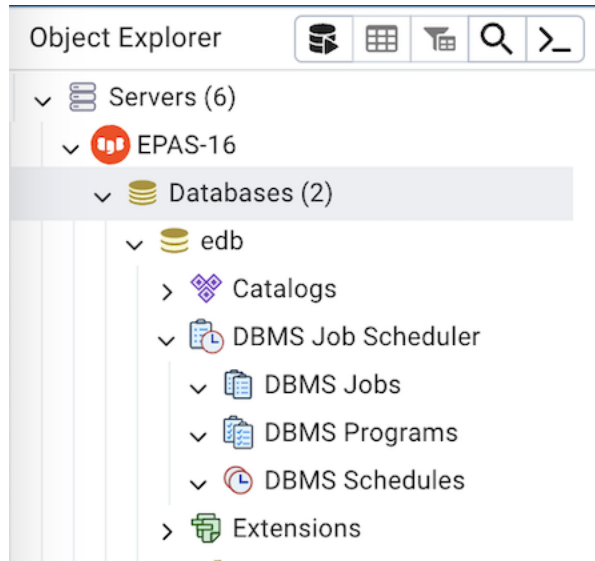 Object Explorer
Servers (6)
EPAS-16
Databases (2)
edb
Catalogs
DBMS Job Scheduler
DBMS Jobs
DBMS Programs
DBMS Schedules
Extensions